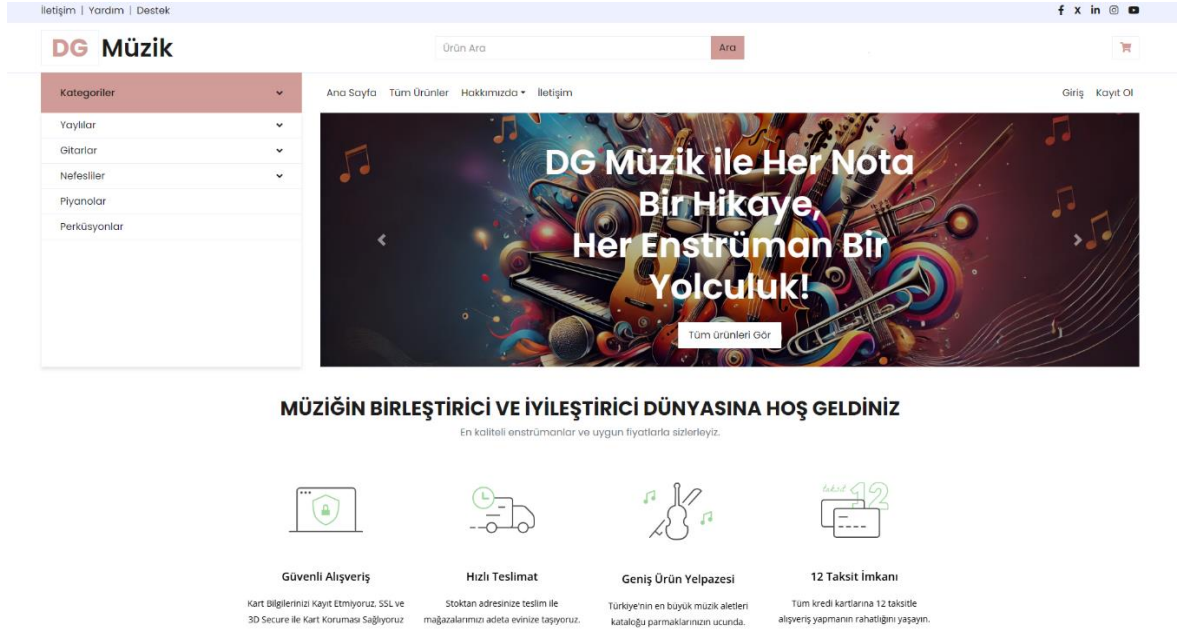 İletişim | Yardım | Destek
DG Müzik
Ürün Ara
Ara
Kategoriler
Ana Sayfa Tüm Ürünler Hakkımızda İletişim
Giriş Kayıt Ol
Yaylılar
Gitarlar
Nefesliler
Piyanolar
Perküsyonlar
DG Müzik ile Her Nota
Bir Hikaye,
Her Enstrüman Bir
Yolculuk!
Tüm ürünleri Gör
MÜZİĞİN BİRLEŞTİRİCİ VE İYİLEŞTİRİCİ DÜNYASINA HOŞ GELDİNİZ
En kaliteli enstrümanlar ve uygun fiyatlarla sizlerleyiz.
taksit 12
Güvenli Alışveriş
Kart Bilgilerinizi Kayıt Etmiyoruz, SSL ve
3D Secure ile Kart Koruması Sağlıyoruz
Hızlı Teslimat
Stoktan adresinize teslim ile
mağazalarımızı adeta evinize taşıyoruz.
Geniş Ürün Yelpazesi
Türkiye'nin en büyük müzik aletleri
kataloğu parmaklarınızın ucunda.
12 Taksit İmkanı
Tüm kredi kartlarına 12 taksitle
alışveriş yapmanın rahatlığını yaşayın.